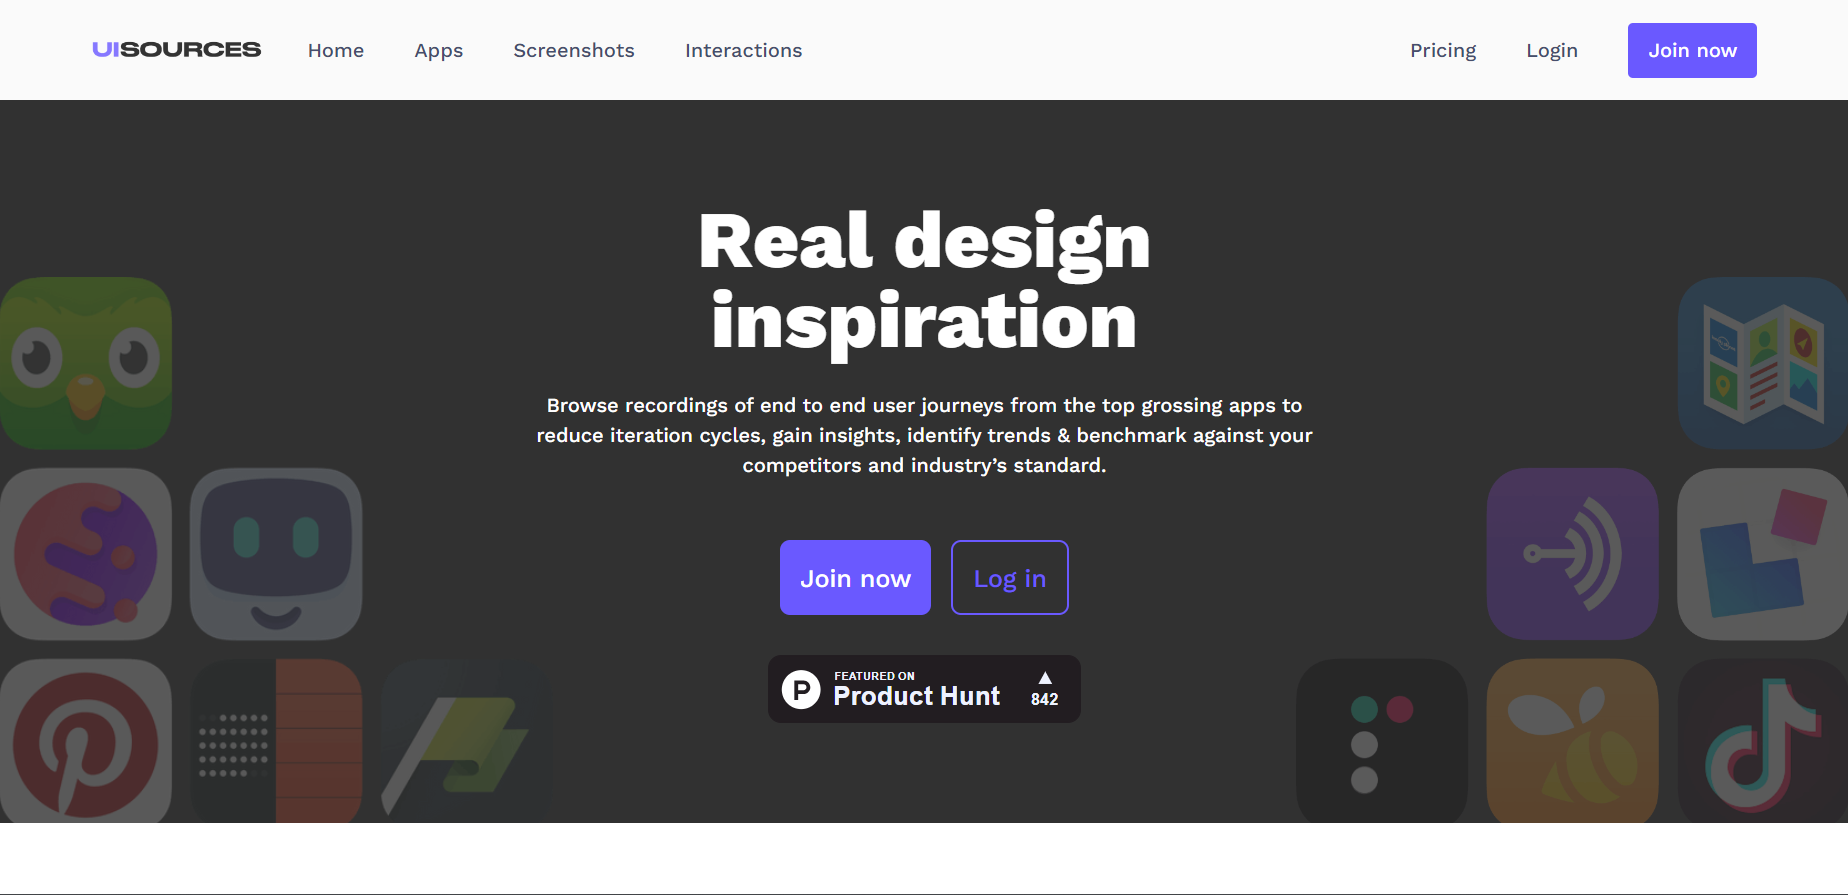 UISOURCES
Home
Apps
Screenshots
Interactions
Pricing
Login
Join now
Real design
inspiration
Browse recordings of end to end user journeys from the top grossing apps to
reduce iteration cycles, gain insights, identify trends & benchmark against your
competitors and industry’s standard.
Join now
Log in
P
FEATURED ON
Product Hunt
▲
842